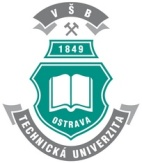 VŠB
1849
OSTRAVA
TECHNICKÁ UNIVERZITA